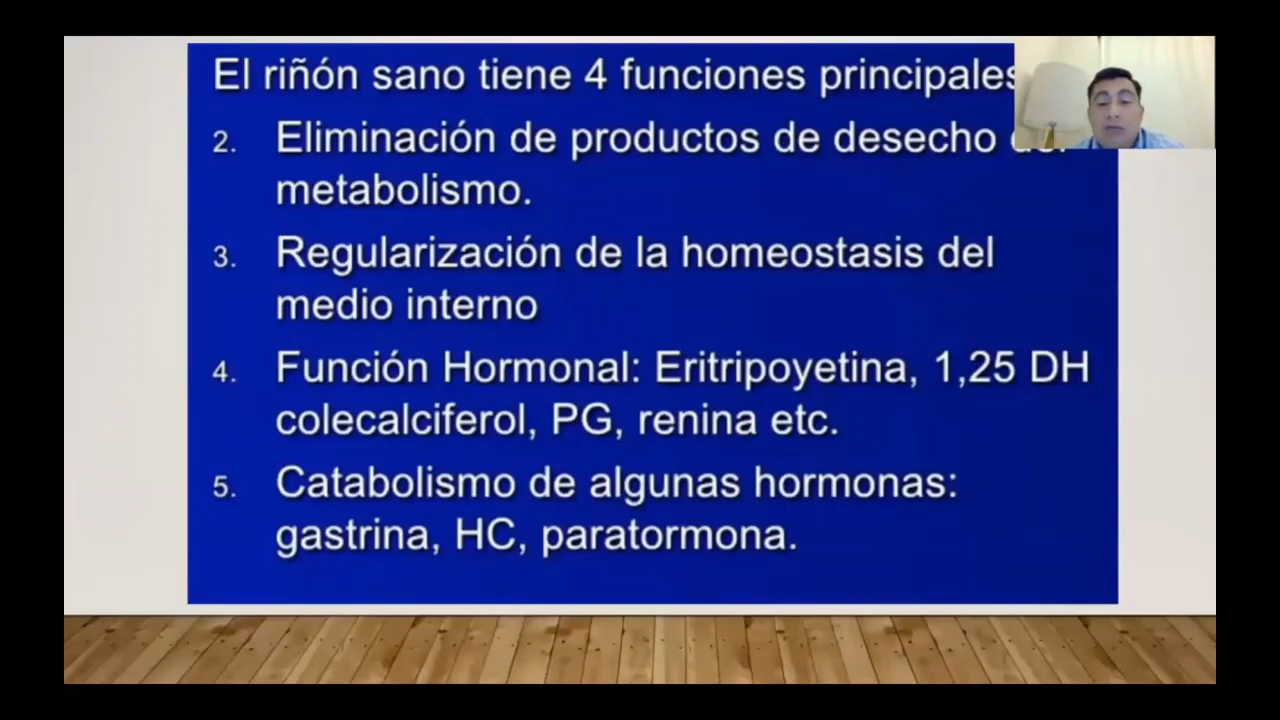 El riñón sano tiene 4 funciones principales
2. Eliminación de productos de desecho
metabolismo.
3. Regularización de la homeostasis del
medio interno
4. Función Hormonal: Eritripoyetina, 1,25 DH
colecalciferol, PG, renina etc.
5. Catabolismo de algunas hormonas:
gastrina, HC, paratormona.